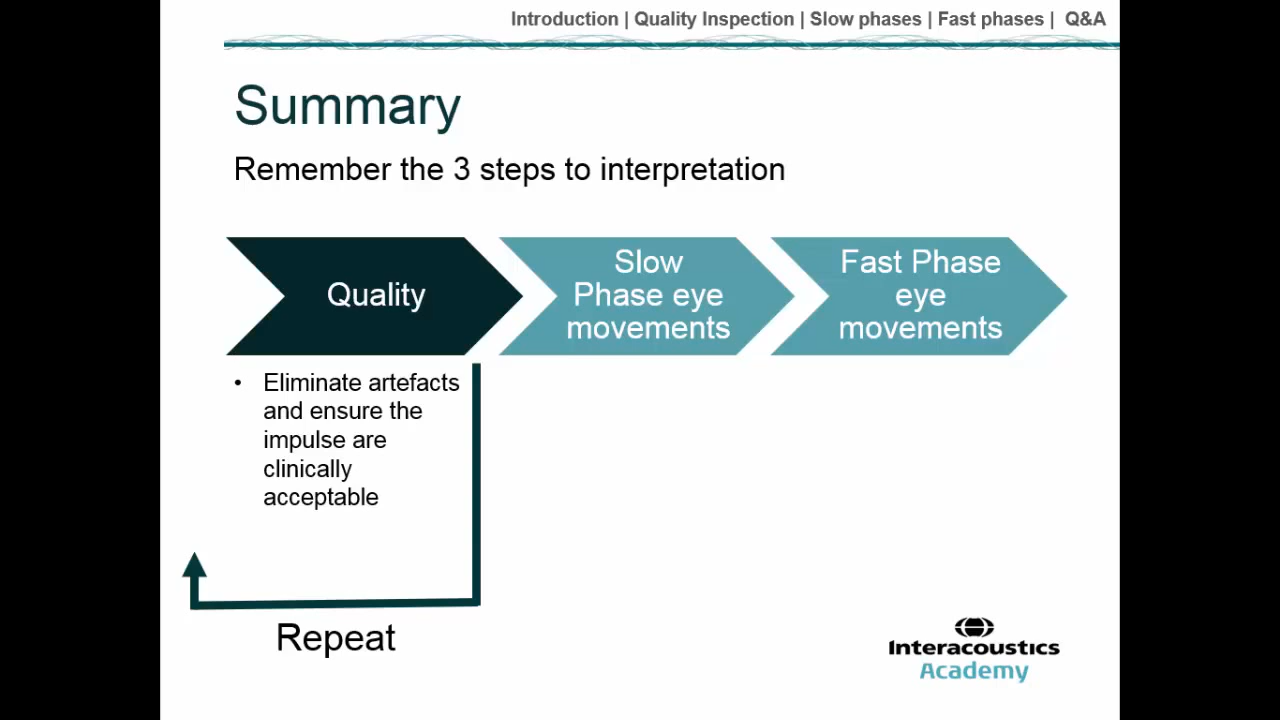 Introduction | Quality Inspection | Slow phases | Fast phases | Q&A
Summary
Remember the 3 steps to interpretation
Quality
Slow
Phase eye
movements
Fast Phase
eye
movements
• Eliminate artefacts
and ensure the
impulse are
clinically
acceptable
Repeat
Interacoustics
Academy